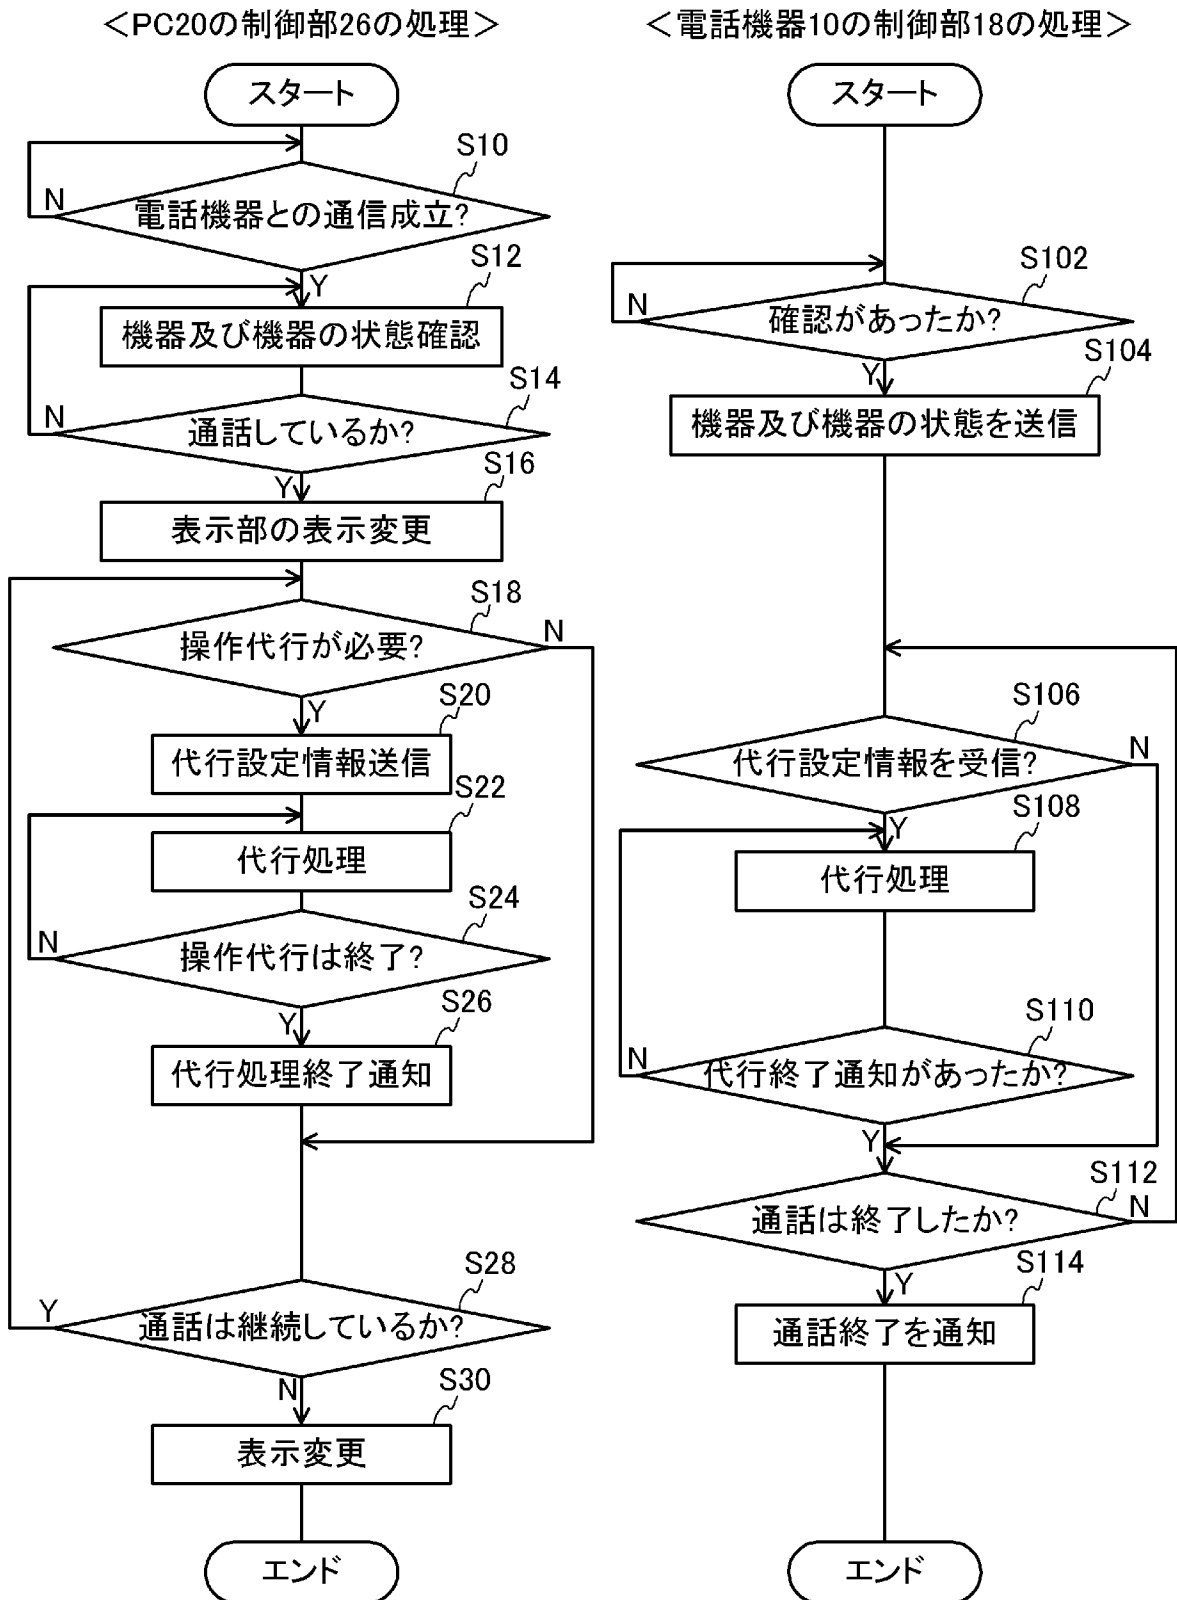 ＜PC20の制御部26の処理＞
スタート
S10
電話機器との通信成立?
N
Y
S12
機器及び機器の状態確認
S14
通話しているか?
N
Y
S16
表示部の表示変更
S18
操作代行が必要?
N
Y
S20
代行設定情報送信
S22
代行処理
S24
操作代行は終了?
N
Y
S26
代行処理終了通知
S28
通話は継続しているか?
Y
N
S30
表示変更
エンド
＜電話機器10の制御部18の処理＞
スタート
S102
確認があったか?
N
Y
S104
機器及び機器の状態を送信
S106
代行設定情報を受信?
N
Y
S108
代行処理
S110
代行終了通知があったか?
N
Y
S112
通話は終了したか?
N
Y
S114
通話終了を通知
エンド